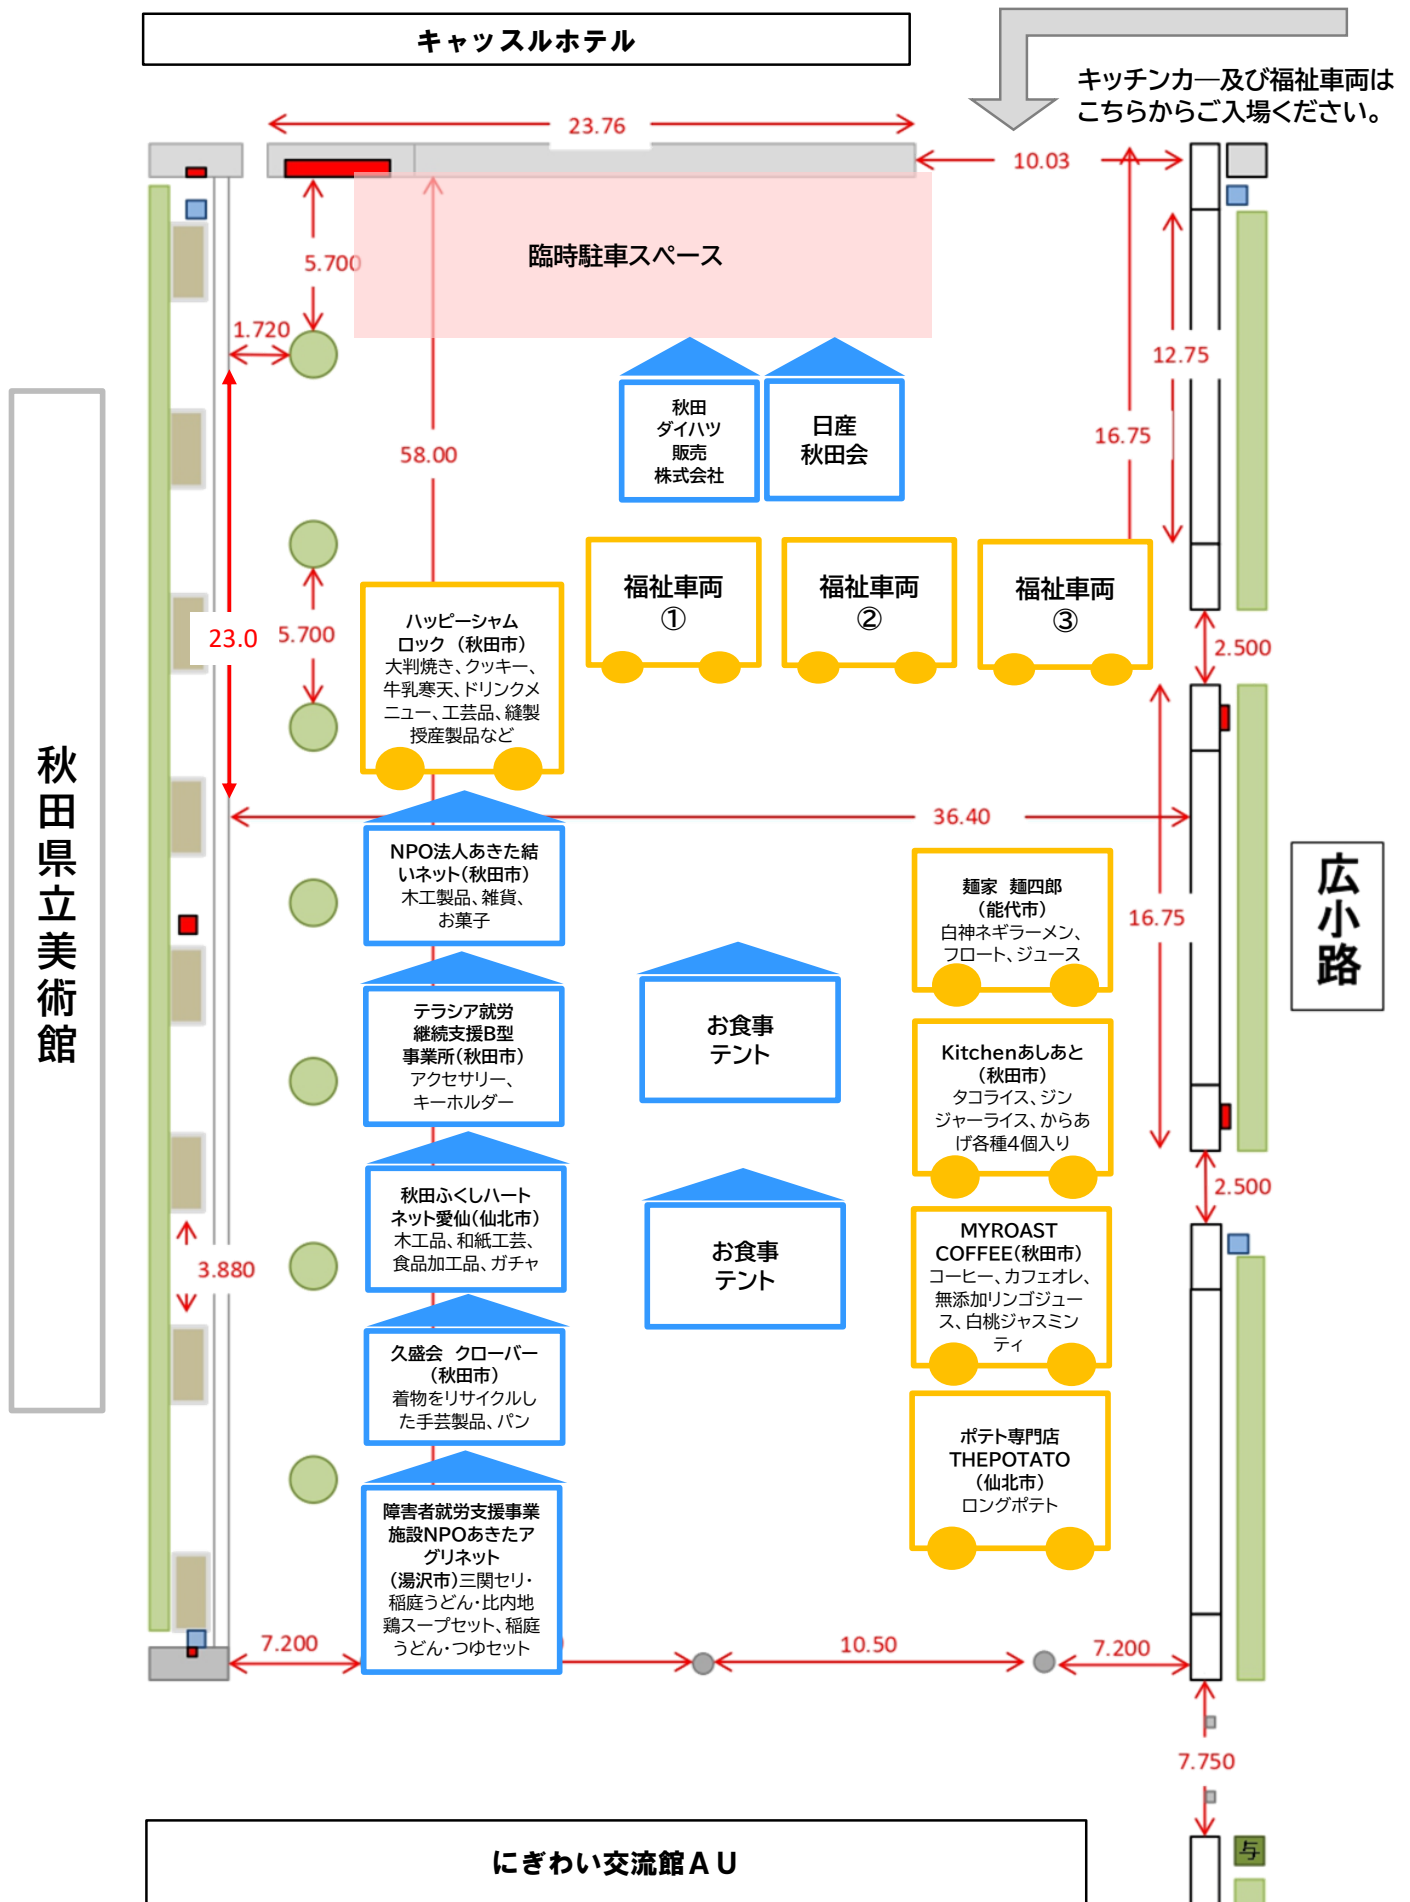 キャッスルホテル
キッチンカー及び福祉車両は
こちらからご入場ください。
23.76
10.03
臨時駐車スペース
5.700
1.720
12.75
16.75
58.00
秋田
ダイハツ
販売
株式会社
日産
秋田会
福祉車両
①
福祉車両
②
福祉車両
③
23.0
5.700
2.500
ハッピーシャム
ロック (秋田市)
大判焼き、クッキー、
牛乳寒天、ドリンクメ
ニュー、工芸品、縫製
授産製品など
秋田県立美術館
36.40
広小路
NPO法人あきた結
いネット(秋田市)
木工製品、雑貨、
お菓子
麺家 麺四郎
(能代市)
白神ネギラーメン、
フロート、ジュース
16.75
テラシア就労
継続支援B型
事業所(秋田市)
アクセサリー、
キーホルダー
お食事
テント
Kitchenあしあと
(秋田市)
タコライス、ジン
ジャーライス、からあ
げ各種4個入り
2.500
秋田ふくしハート
ネット愛仙(仙北市)
木工品、和紙工芸、
食品加工品、ガチャ
お食事
テント
MYROAST
COFFEE(秋田市)
コーヒー、カフェオレ、
無添加リンゴジュー
ス、白桃ジャスミン
ティ
3.880
久盛会 クローバー
(秋田市)
着物をリサイクルし
た手芸製品、パン
ポテト専門店
THEPOTATO
(仙北市)
ロングポテト
障害者就労支援事業
施設NPOあきたア
グリネット
(湯沢市)三関セリ・
稲庭うどん・比内地
鶏スープセット、稲庭
うどん・つゆセット
7.200
10.50
7.200
7.750
にぎわい交流館AU
与